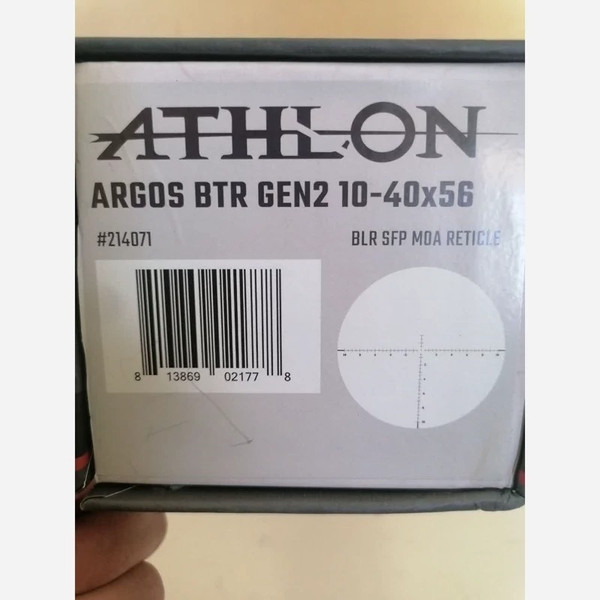 ATHLON
ARGOS BTR GEN2 10-40x56
#214071
BLR SFP MOA RETICLE
8 13869 02177 8